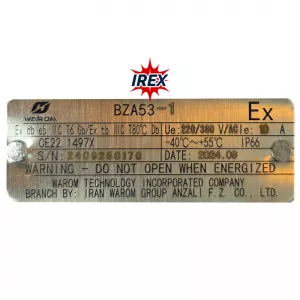 IREX
WAROM
BZA53-1
Ex
Ex db eb IIC T6 Gb/Ex tb IIIC T80°C Db Ue: 220/380 V/AC Ie: 10 A
CE22.1497X -40℃~+55℃ IP66
S/N: 2409250170 DATE: 2024.09
WARNING - DO NOT OPEN WHEN ENERGIZED
WAROM TECHNOLOGY INCORPORATED COMPANY
BRANCH BY: IRAN WAROM GROUP ANZALI F.Z. CO., LTD.